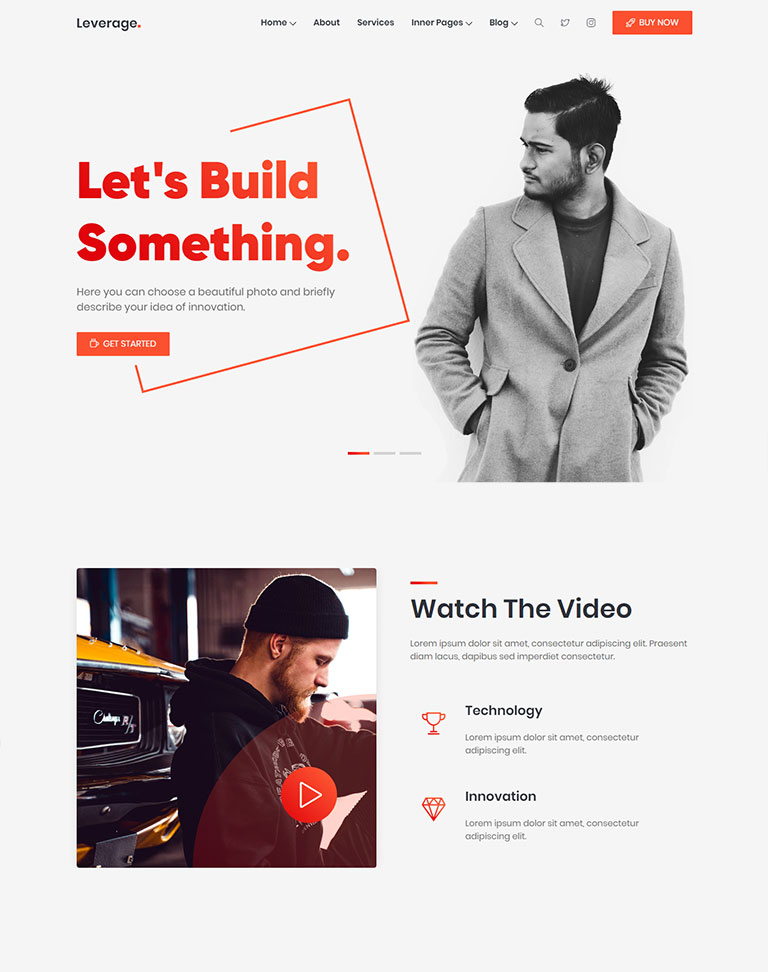 Leverage.
Home
About
Services
Inner Pages
Blog
BUY NOW
Let's Build
Something.
Here you can choose a beautiful photo and briefly
describe your idea of innovation.
GET STARTED
Watch The Video
Lorem ipsum dolor sit amet, consectetur adipiscing elit. Praesent
diam lacus, dapibus sed imperdiet consectetur.
Technology
Lorem ipsum dolor sit amet, consectetur
adipiscing elit.
Innovation
Lorem ipsum dolor sit amet, consectetur
adipiscing elit.
Challenger R/T